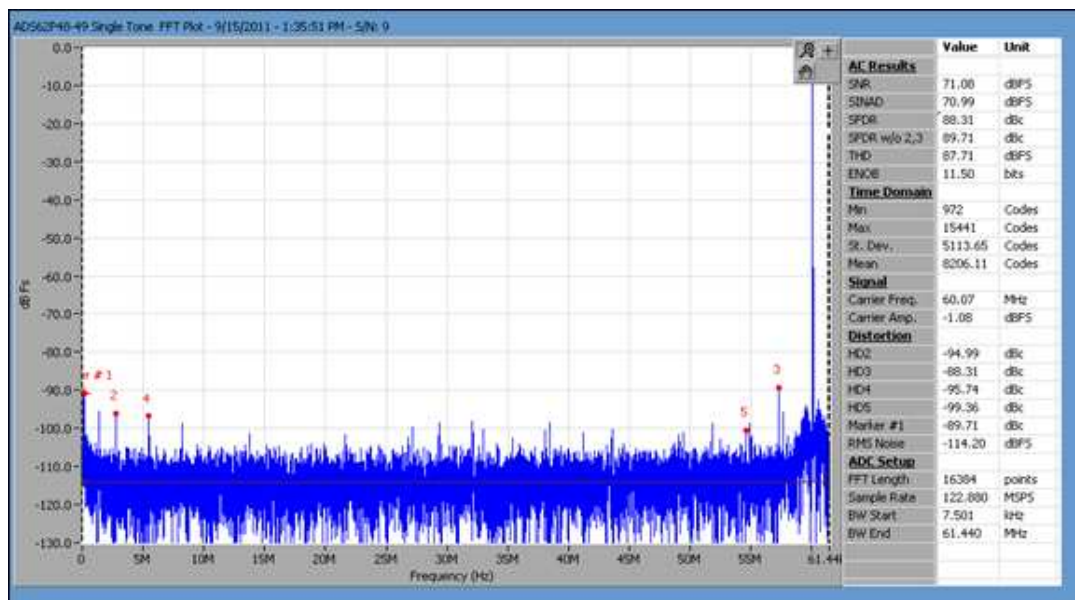 ADS62P48-49 Single Tone FFT Plot - 9/15/2011 - 1:35:51 PM - S/N: 9
Value Unit
AC Results
SNR 71.08 dBFS
SINAD 70.99 dBFS
SFDR 88.31 dBc
SFDR w/o 2,3 89.71 dBc
THD 87.71 dBFS
ENOB 11.50 bits
Time Domain
Min 972 Codes
Max 15441 Codes
St. Dev. 5113.65 Codes
Mean 8206.11 Codes
Signal
Carrier Freq. 60.07 MHz
Carrier Amp. -1.08 dBFS
Distortion
HD2 -94.99 dBc
HD3 -88.31 dBc
HD4 -95.74 dBc
HD5 -99.36 dBc
Marker #1 -89.71 dBc
RMS Noise -114.20 dBFS
ADC Setup
FFT Length 16384 points
Sample Rate 122.880 MSPS
BW Start 7.501 kHz
BW End 61.440 MHz
0.0
-10.0
-20.0
-30.0
-40.0
-50.0
-60.0
-70.0
-80.0
-90.0
-100.0
-110.0
-120.0
-130.0
dB Fs
r #1
2
4
5
3
0 5M 10M 15M 20M 25M 30M 35M 40M 45M 50M 55M 61.44
Frequency (Hz)